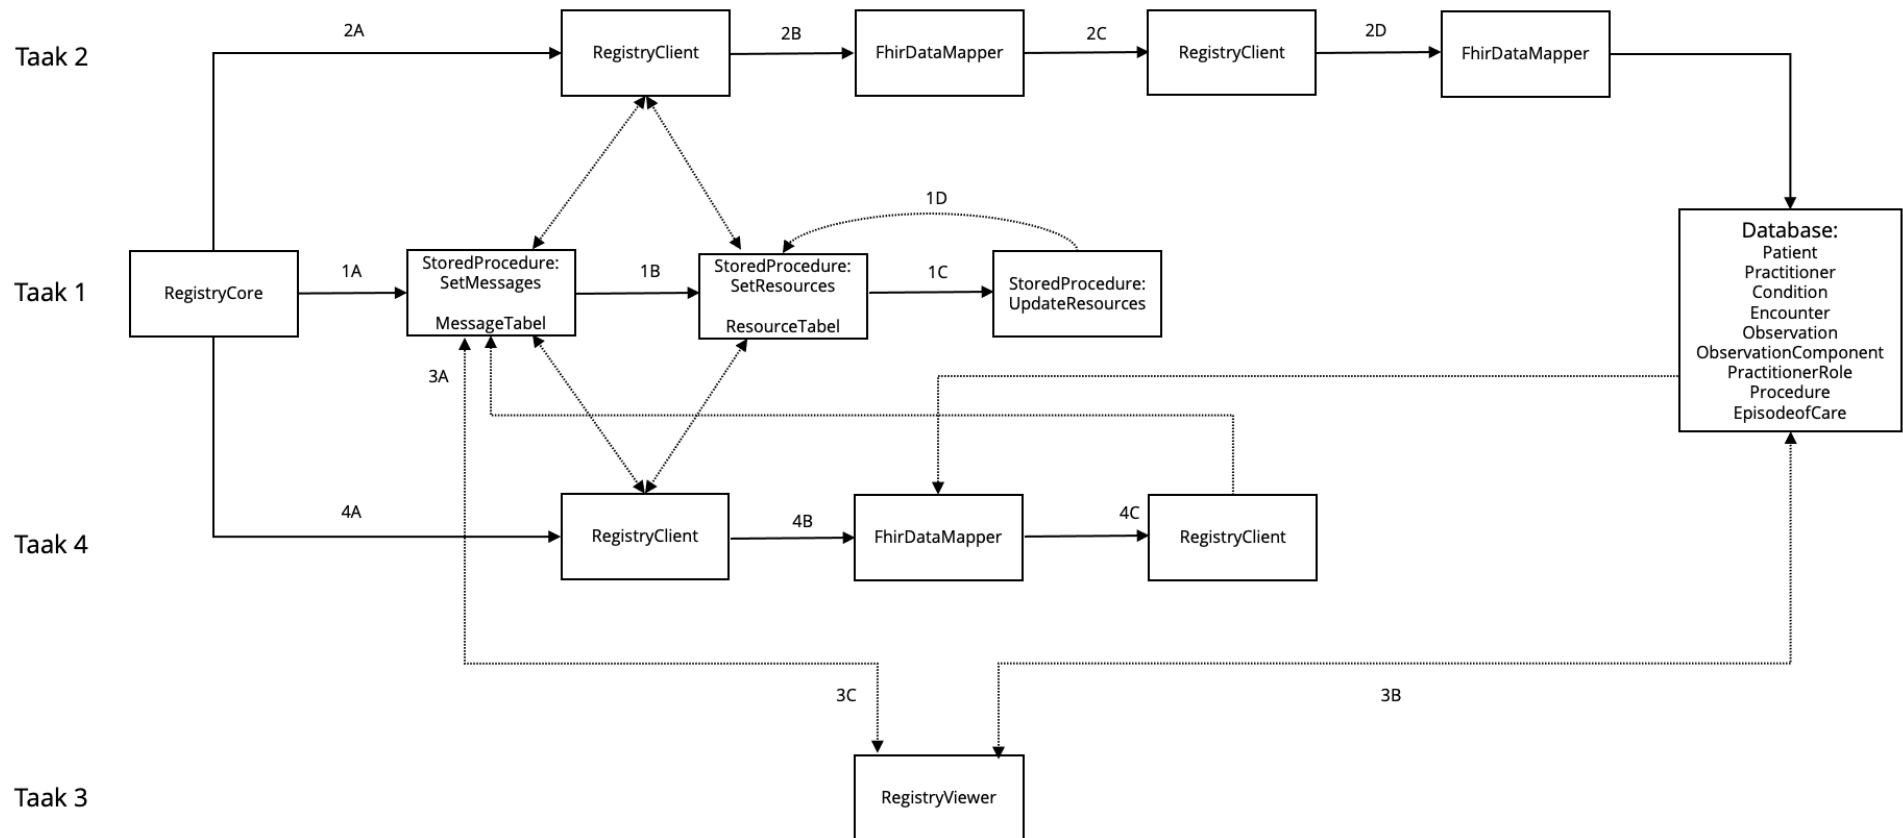 2A
2B
2C
2D
Taak 2
RegistryClient
FhirDataMapper
RegistryClient
FhirDataMapper
1D
Taak 1
RegistryCore
1A
StoredProcedure:
SetMessages
MessageTabel
1B
StoredProcedure:
SetResources
ResourceTabel
1C
StoredProcedure:
UpdateResources
Database:
Patient
Practitioner
Condition
Encounter
Observation
ObservationComponent
PractitionerRole
Procedure
EpisodeofCare
3A
4A
4B
4C
Taak 4
RegistryClient
FhirDataMapper
RegistryClient
3C
3B
Taak 3
RegistryViewer